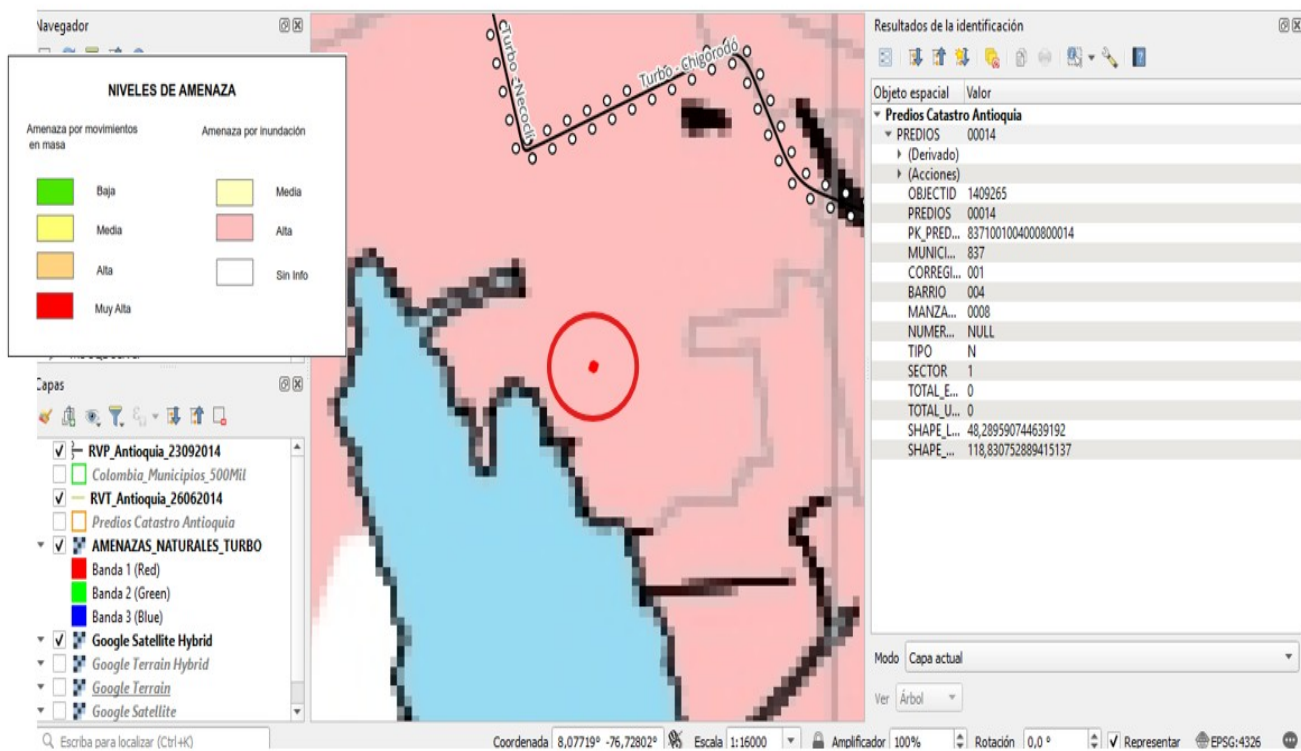 Navegador
NIVELES DE AMENAZA
Amenaza por movimientos
en masa
Amenaza por inundación
Baja
Media
Media
Alta
Alta
Sin Info
Muy Alta
Capas
RVP_Antioquia_23092014
Colombia_Municipios_500Mil
RVT_Antioquia_26062014
Predios Catastro Antioquia
AMENAZAS_NATURALES_TURBO
Banda 1 (Red)
Banda 2 (Green)
Banda 3 (Blue)
Google Satellite Hybrid
Google Terrain Hybrid
Google Terrain
Google Satellite
Turbo - Necoclí
Turbo - Chigorodó
Resultados de la identificación
Objeto espacial Valor
Predios Catastro Antioquia
PREDIOS 00014
(Derivado)
(Acciones)
OBJECTID 1409265
PREDIOS 00014
PK_PRED... 8371001004000800014
MUNICI... 837
CORREGI... 001
BARRIO 004
MANZA... 0008
NUMER... NULL
TIPO N
SECTOR 1
TOTAL_E... 0
TOTAL_U... 0
SHAPE_L... 48,289590744639192
SHAPE_... 118,830752889415137
Modo Capa actual
Ver Árbol
Escriba para localizar (Ctrl+K) Coordenada 8,07719° -76,72802° Escala 1:16000 Amplificador 100% Rotación 0,0 ° Representar EPSG:4326